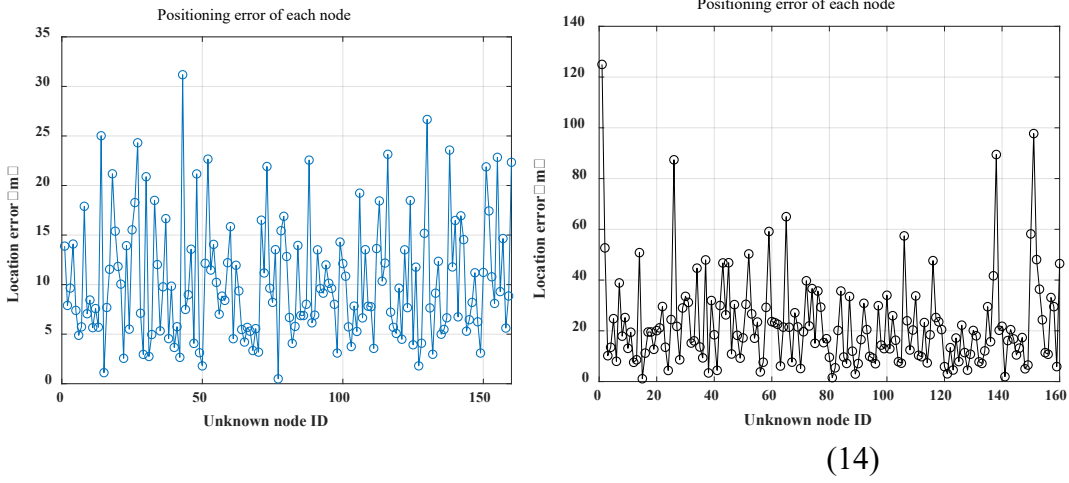 Positioning error of each node
35
30
25
20
15
10
5
0
0 50 100 150
Location error□m□
Unknown node ID
Positioning error of each node
140
120
100
80
60
40
20
0
0 20 40 60 80 100 120 140 160
Location error□m□
Unknown node ID
(14)